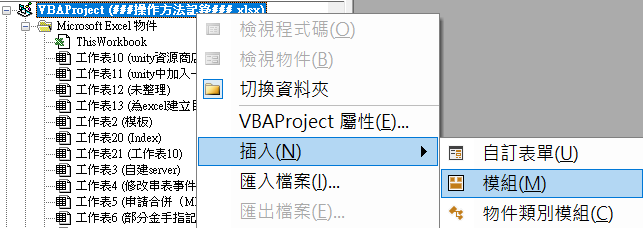 VBAProject (###操作方法記錄###.xlsx)
Microsoft Excel 物件
ThisWorkbook
工作表10 (unity資源商店
工作表11 (unity中加入一
工作表12 (未整理)
工作表13 (為excel建立目
工作表2 (模板)
工作表20 (Index)
工作表21 (工作表10)
工作表3 (自建server)
工作表4 (修改串表事件
工作表5 (申請合併（M
工作表6 (部分金手指記
檢視程式碼(O)
檢視物件(B)
切換資料夾
VBAProject 屬性(E)...
插入(N)
匯入檔案(I)...
匯出檔案(E)...
自訂表單(U)
模組(M)
物件類別模組(C)